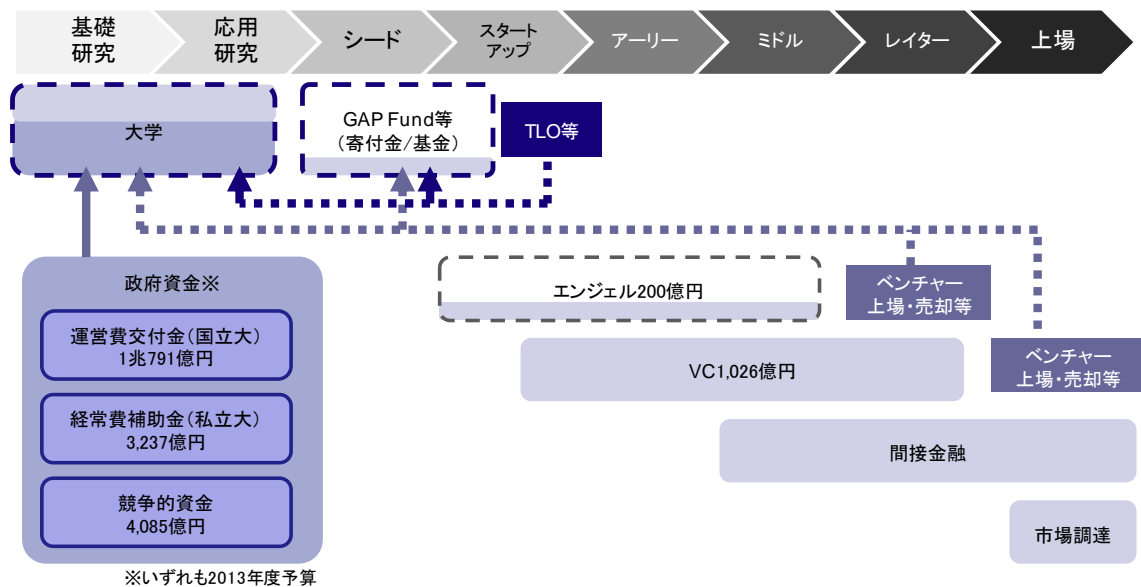 基礎
研究
応用
研究
シード
スタート
アップ
アーリー
ミドル
レイター
上場
大学
GAP Fund等
（寄付金/基金）
TLO等
政府資金※
運営費交付金（国立大）
1兆791億円
経常費補助金（私立大）
3,237億円
競争的資金
4,085億円
※いずれも2013年度予算
エンジェル200億円
ベンチャー
上場・売却等
VC1,026億円
ベンチャー
上場・売却等
間接金融
市場調達